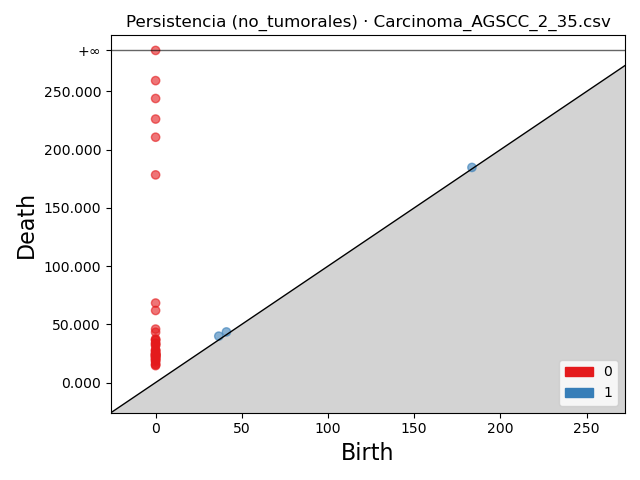 Persistencia (no_tumorales) · Carcinoma_AGSCC_2_35.csv
+∞
250.000
200.000
150.000
100.000
50.000
0.000
Death
0
1
0 50 100 150 200 250
Birth